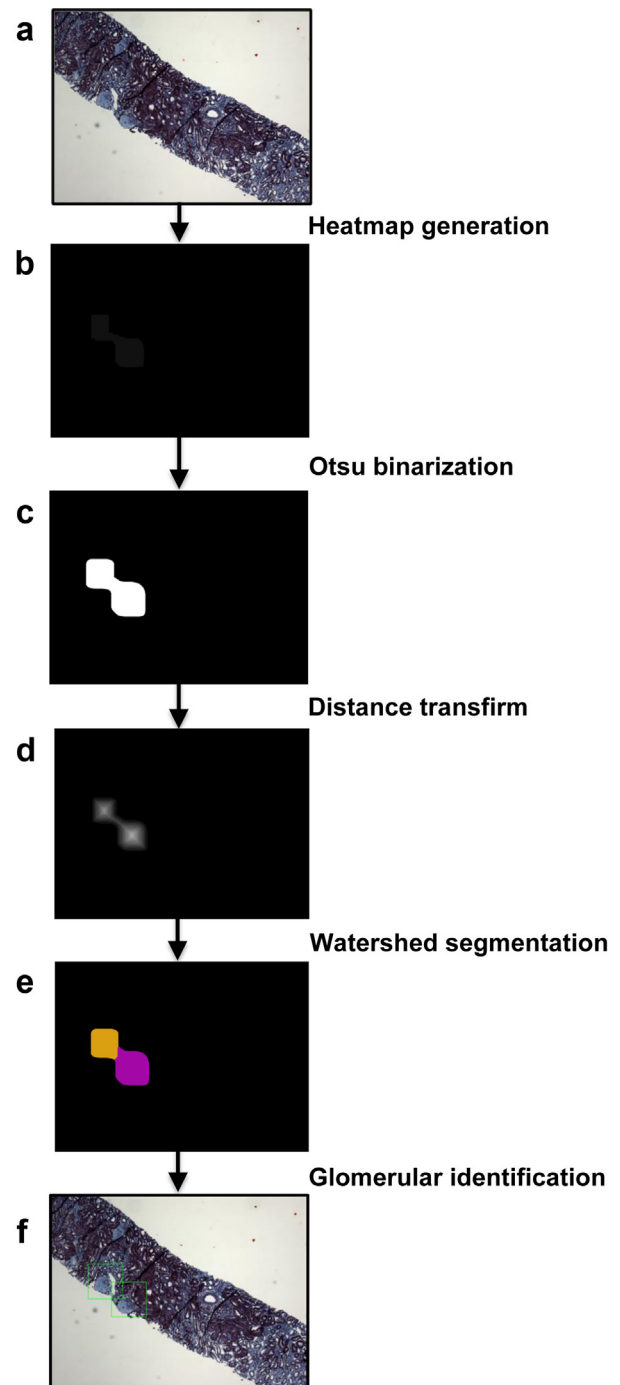 a
Heatmap generation
b
Otsu binarization
c
Distance transfirm
d
Watershed segmentation
e
Glomerular identification
f